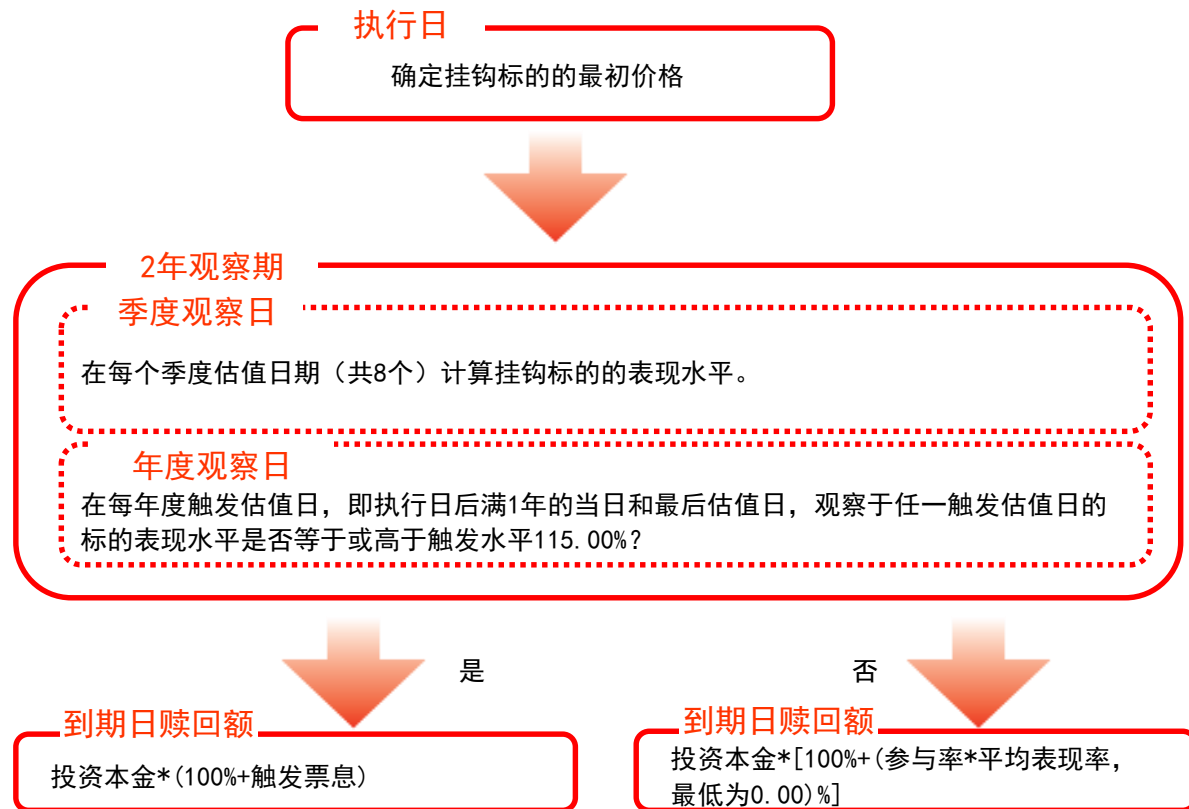 执行日
确定挂钩标的的最初价格
2年观察期
季度观察日
在每个季度估值日期（共8个）计算挂钩标的的表现水平。
年度观察日
在每年度触发估值日，即执行日后满1年的当日和最后估值日，观察于任一触发估值日的
标的表现水平是否等于或高于触发水平115.00%?
是
否
到期日赎回额
投资本金*(100%+触发票息)
到期日赎回额
投资本金*[100%+(参与率*平均表现率，
最低为0.00)%]